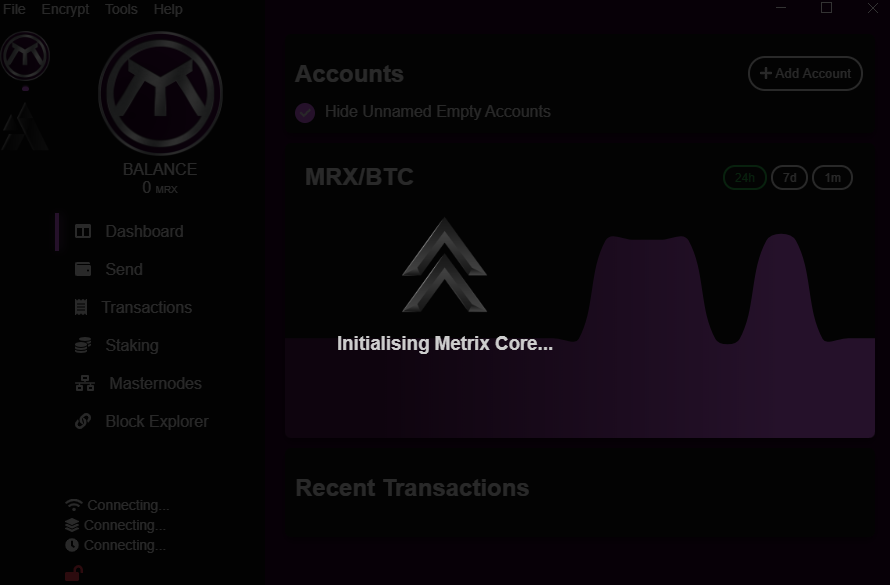 File Encrypt Tools Help
BALANCE
0 MRX
Dashboard
Send
Transactions
Staking
Masternodes
Block Explorer
Connecting...
Connecting...
Connecting...
Accounts
Add Account
Hide Unnamed Empty Accounts
MRX/BTC
24h 7d 1m
Initialising Metrix Core...
Recent Transactions